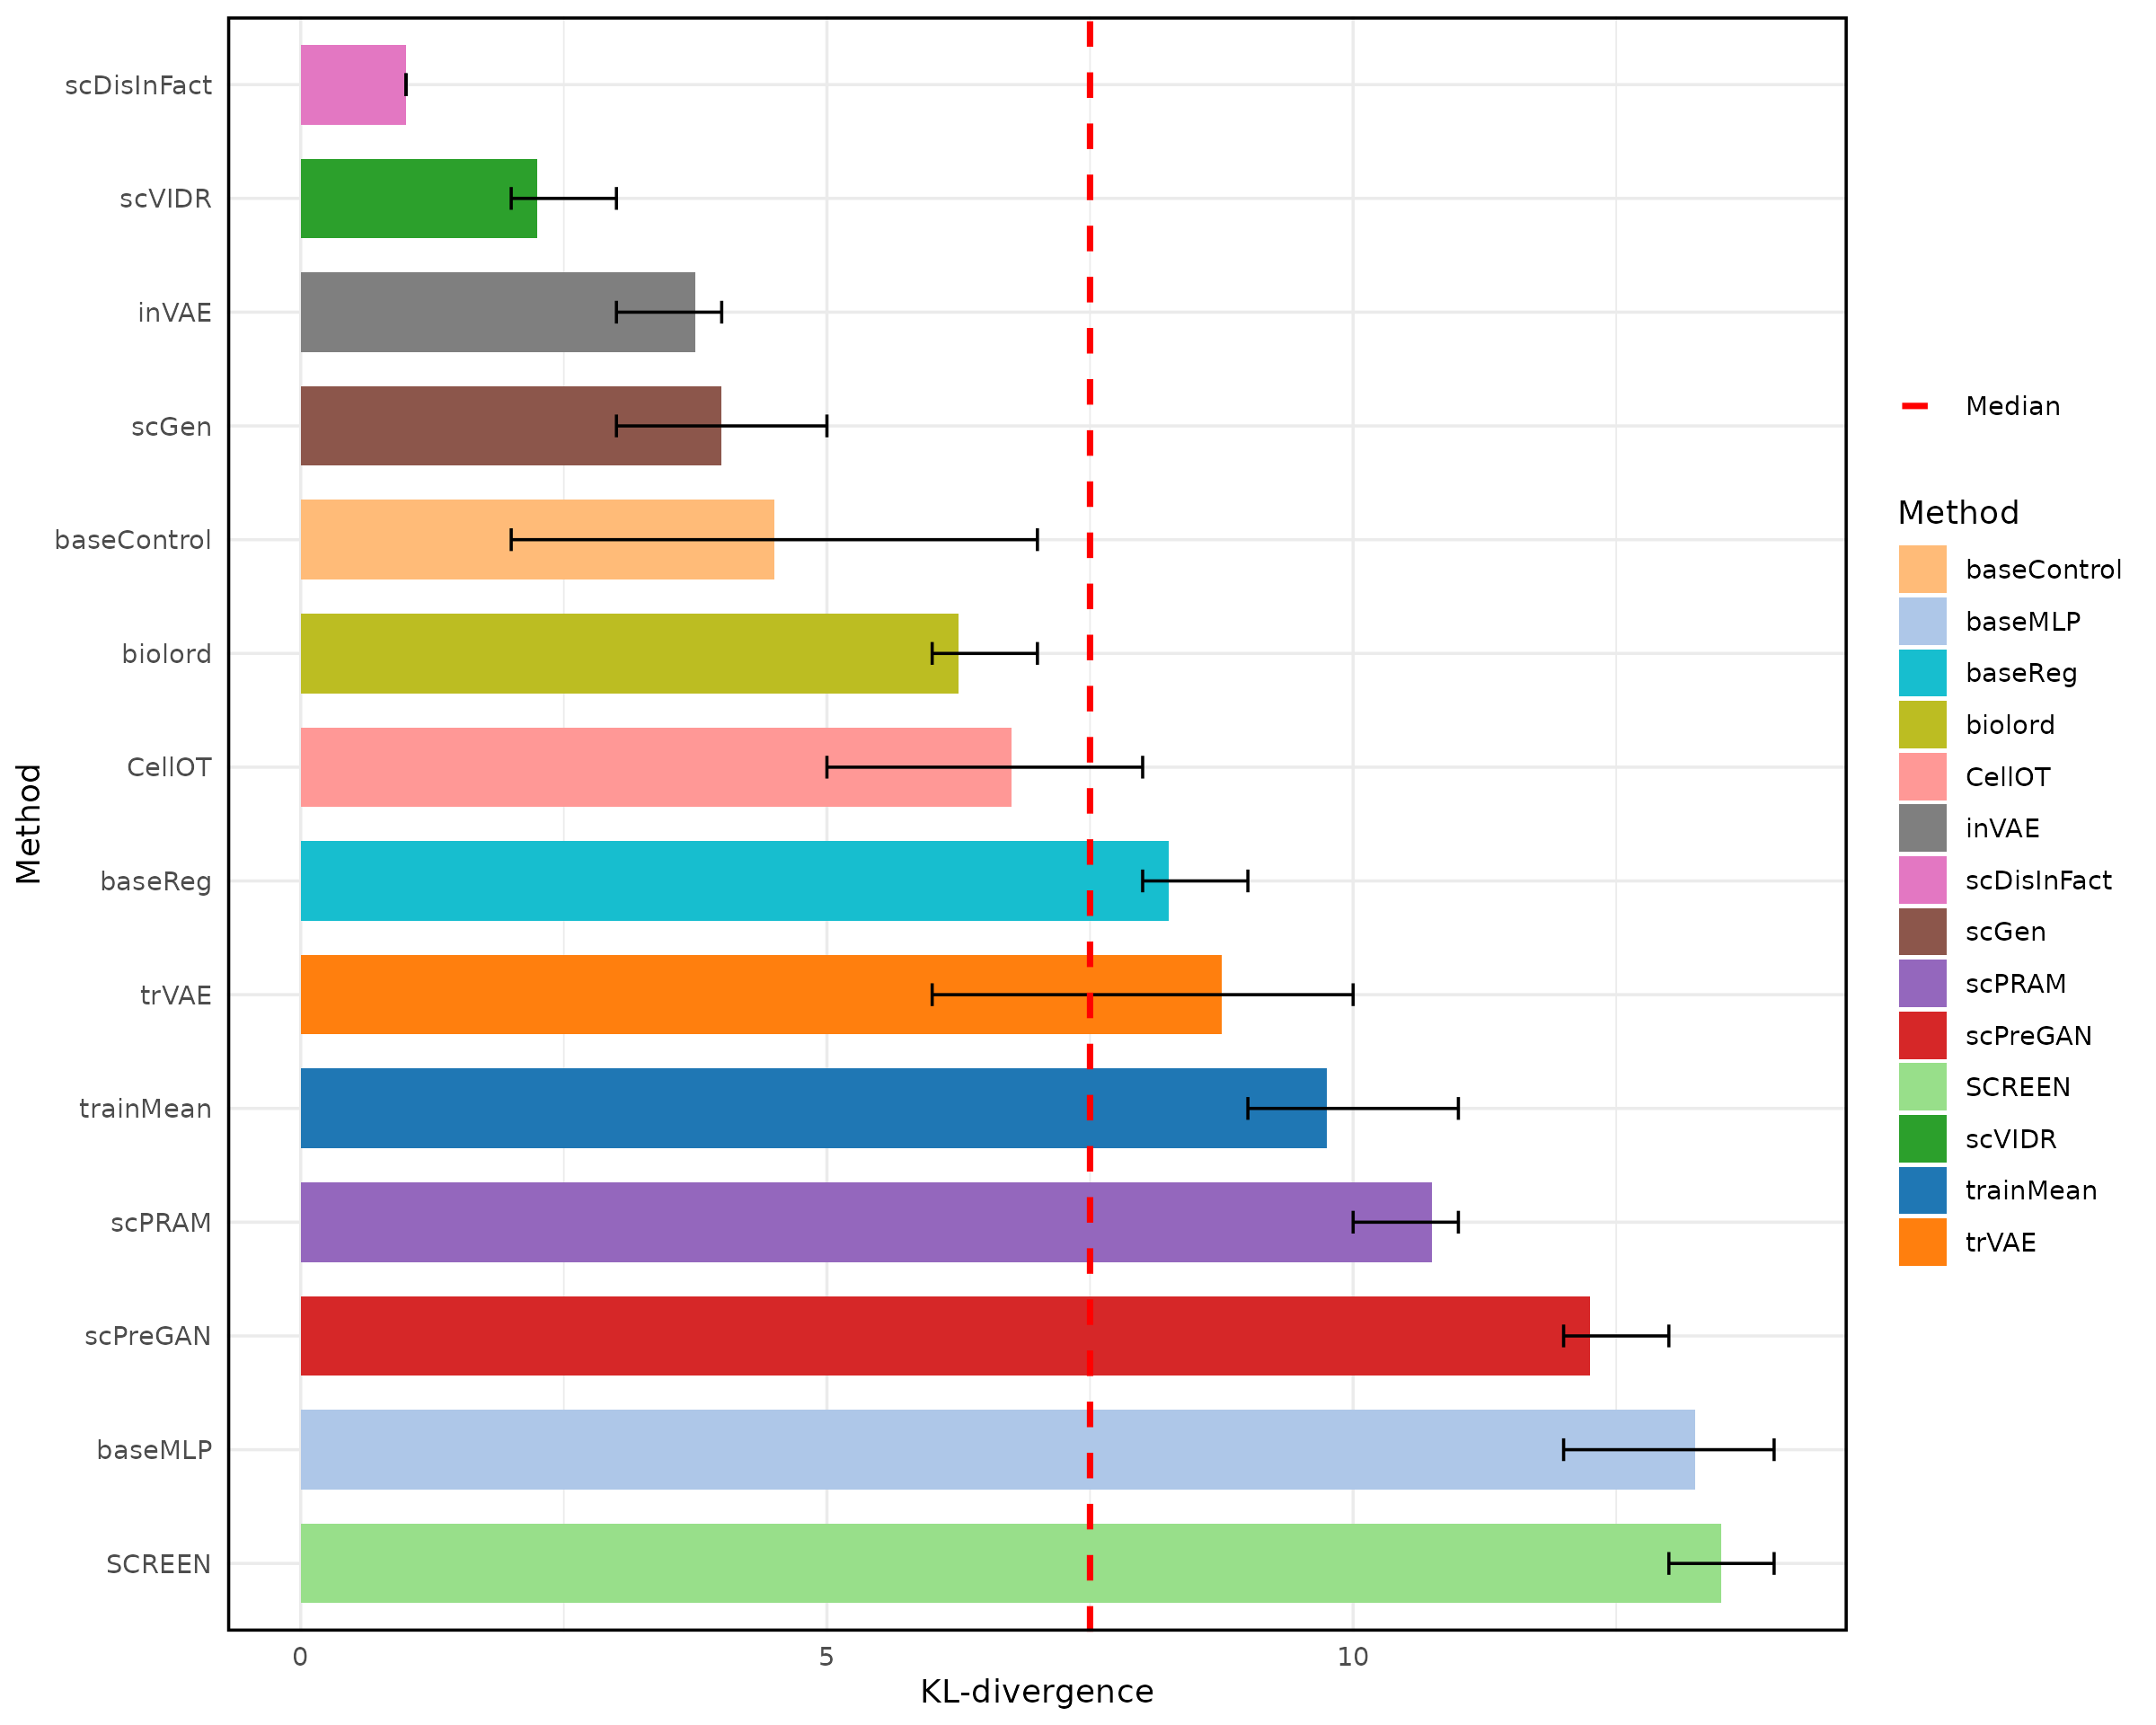 scDisInFact
scVIDR
inVAE
scGen
baseControl
biolord
CellOT
baseReg
trVAE
trainMean
scPRAM
scPreGAN
baseMLP
SCREEN
Method
0 5 10
KL-divergence
Median
Method
baseControl
baseMLP
baseReg
biolord
CellOT
inVAE
scDisInFact
scGen
scPRAM
scPreGAN
SCREEN
scVIDR
trainMean
trVAE